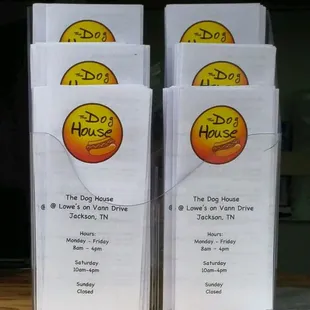 The Dog House
The Dog House
The Dog
The Dog
The Dog
House
The Dog
House
The Dog House
@ Lowe's on Vann Drive
Jackson, TN
Hours:
Monday - Friday
8am - 4pm
Saturday
10am-4pm
Sunday
Closed
The Dog House
@ Lowe's on Vann Drive
Jackson, TN
Hours:
Monday - Friday
8am - 4pm
Saturday
10am-4pm
Sunday
Closed